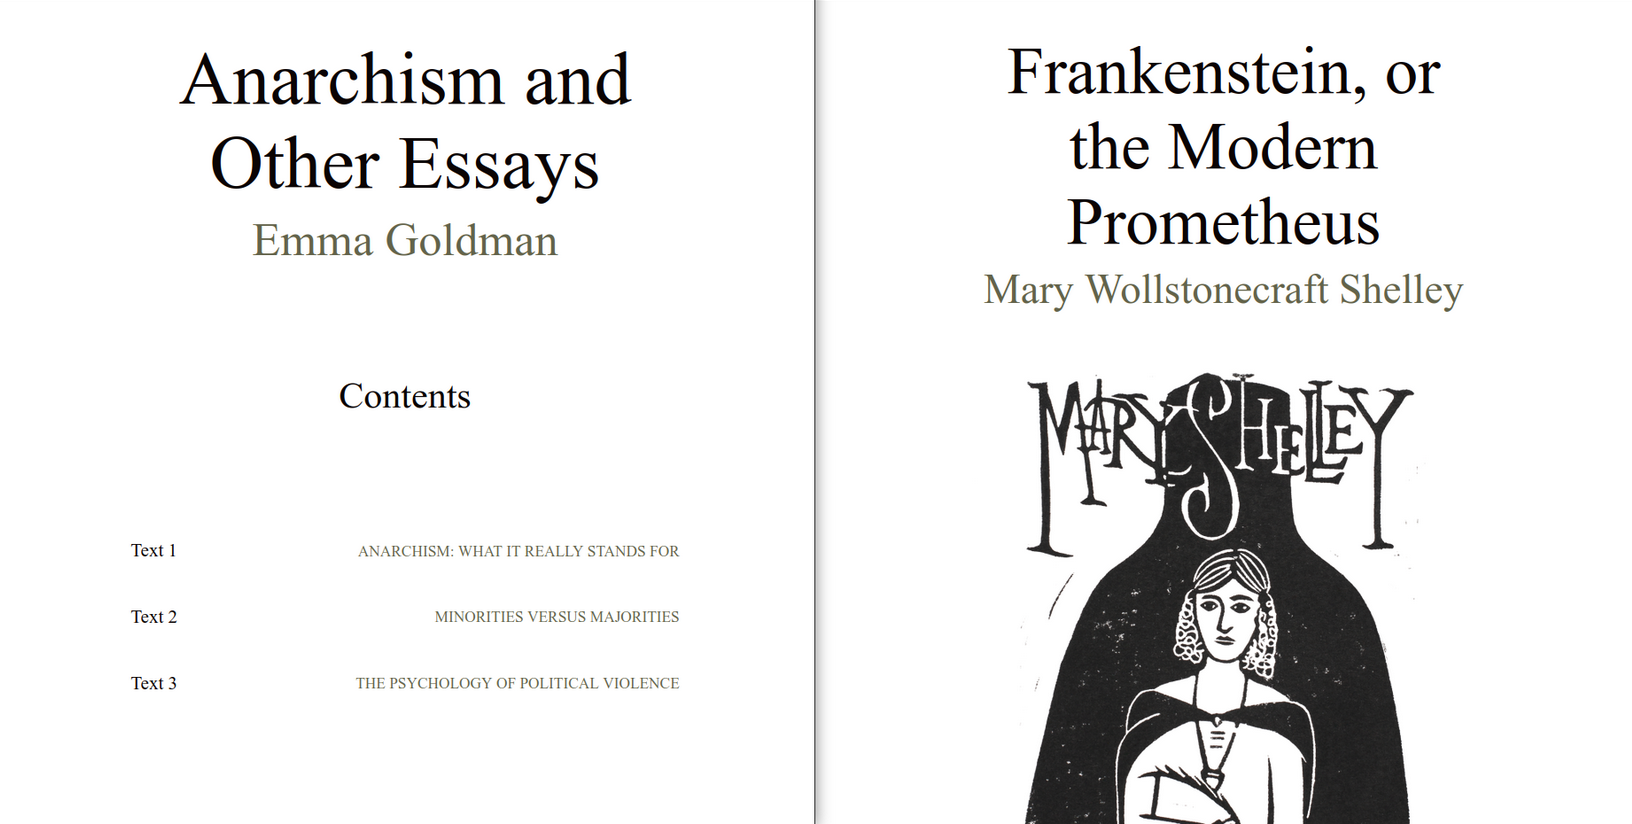 Anarchism and
Other Essays
Emma Goldman
Contents
Text 1 ANARCHISM: WHAT IT REALLY STANDS FOR
Text 2 MINORITIES VERSUS MAJORITIES
Text 3 THE PSYCHOLOGY OF POLITICAL VIOLENCE
Frankenstein, or
the Modern
Prometheus
Mary Wollstonecraft Shelley
MARY SHELLEY